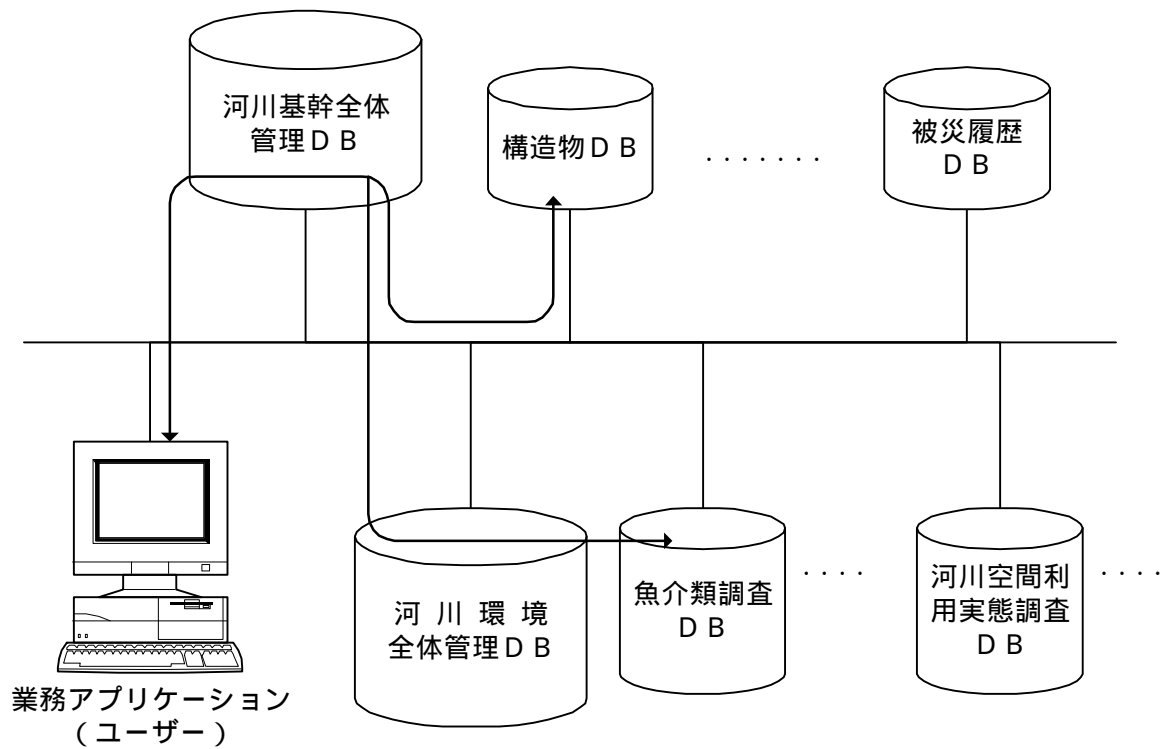 河川基幹全体
管理ＤＢ
構造物ＤＢ
．．．．．．．
被災履歴
ＤＢ
河 川 環 境
全体管理ＤＢ
魚介類調査
ＤＢ
．．．．
河川空間利
用実態調査
ＤＢ
．．．．
業務アプリケーション
（ユーザー）